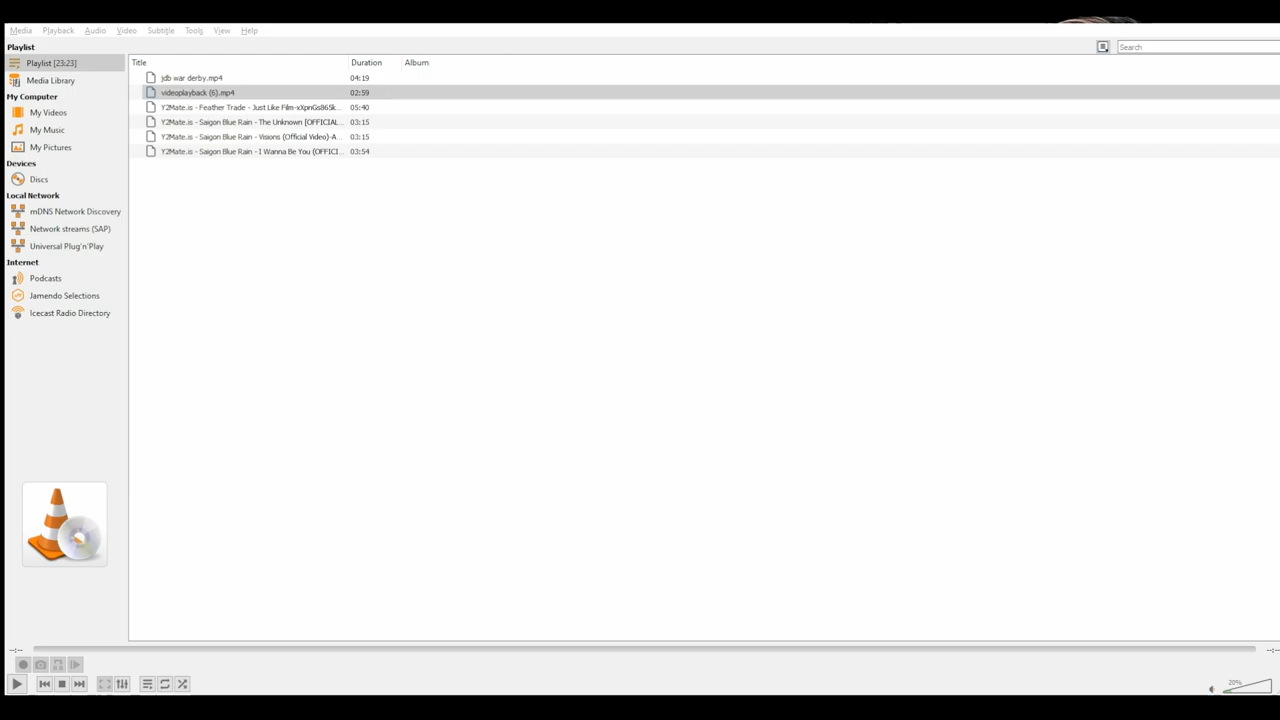 Media Playback Audio Video Subtitle Tools View Help
Playlist
Search
Playlist [23:23]
Media Library
My Computer
My Videos
My Music
My Pictures
Devices
Discs
Local Network
mDNS Network Discovery
Network streams (SAP)
Universal Plug'n'Play
Internet
Podcasts
Jamendo Selections
Icecast Radio Directory
Title Duration Album
jdb war derby.mp4 04:19
videoplayback (6).mp4 02:59
Y2Mate.is - Feather Trade - Just Like Film-xXpnGs865k... 05:40
Y2Mate.is - Saigon Blue Rain - The Unknown [OFFICIAL... 03:15
Y2Mate.is - Saigon Blue Rain - Visions (Official Video)-A... 03:15
Y2Mate.is - Saigon Blue Rain - I Wanna Be You (OFFICI... 03:54
--:-- --:--
20%